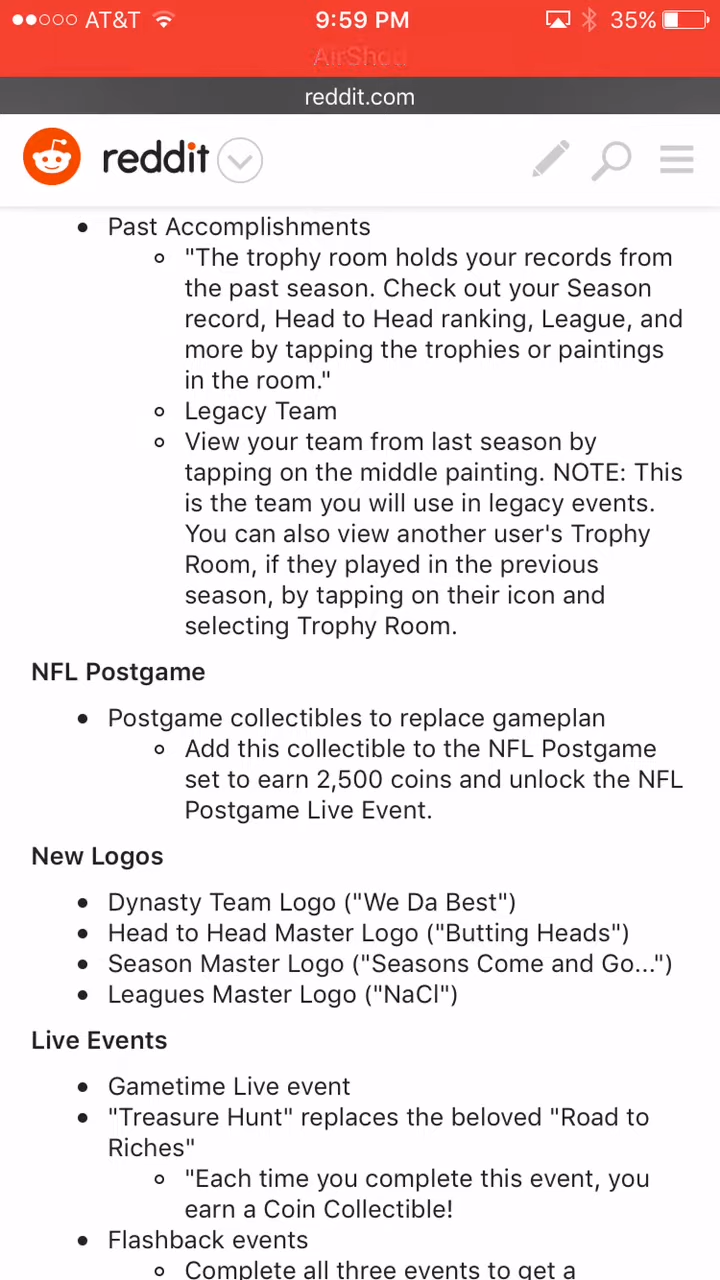 AT&T 9:59 PM 35%
AirShou
reddit.com
reddit
Past Accomplishments
"The trophy room holds your records from
the past season. Check out your Season
record, Head to Head ranking, League, and
more by tapping the trophies or paintings
in the room."
Legacy Team
View your team from last season by
tapping on the middle painting. NOTE: This
is the team you will use in legacy events.
You can also view another user's Trophy
Room, if they played in the previous
season, by tapping on their icon and
selecting Trophy Room.
NFL Postgame
Postgame collectibles to replace gameplan
Add this collectible to the NFL Postgame
set to earn 2,500 coins and unlock the NFL
Postgame Live Event.
New Logos
Dynasty Team Logo ("We Da Best")
Head to Head Master Logo ("Butting Heads")
Season Master Logo ("Seasons Come and Go...")
Leagues Master Logo ("NaCl")
Live Events
Gametime Live event
"Treasure Hunt" replaces the beloved "Road to
Riches"
"Each time you complete this event, you
earn a Coin Collectible!
Flashback events
Complete all three events to get a